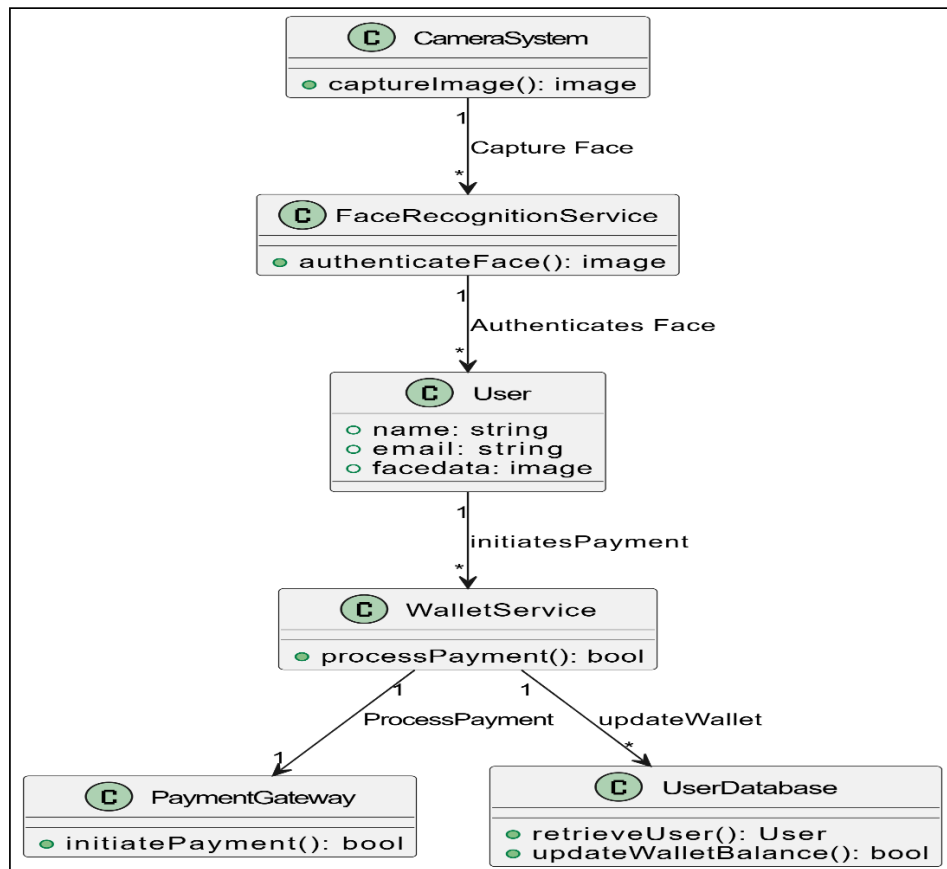 C CameraSystem
captureImage(): image
1
Capture Face
*
C FaceRecognitionService
authenticateFace(): image
1
Authenticates Face
*
C User
name: string
email: string
facedata: image
1
initiatesPayment
*
C WalletService
processPayment(): bool
1 1
ProcessPayment updateWallet
1 *
C PaymentGateway
initiatePayment(): bool
C UserDatabase
retrieveUser(): User
updateWalletBalance(): bool